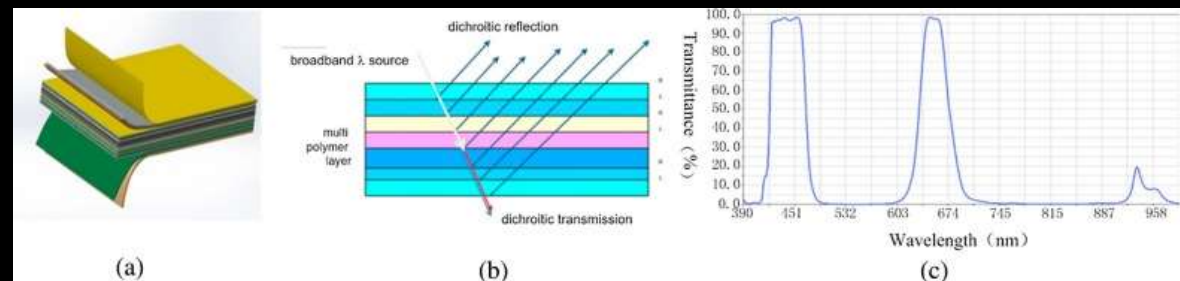 dichroitic reflection
broadband λ source
multi
polymer
layer
dichroitic transmission
100.0
90.0
80.0
70.0
60.0
50.0
40.0
30.0
20.0
10.0
0.0
Transmittance (%)
390 451 532 603 674 745 815 887 958
Wavelength (nm)
(a) (b) (c)